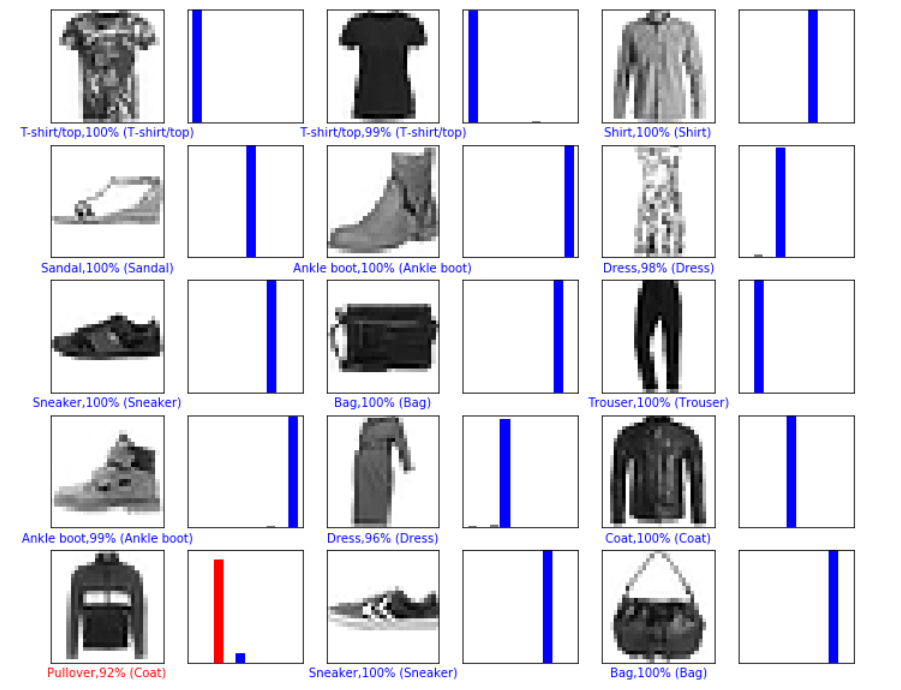 T-shirt/top,100% (T-shirt/top)
T-shirt/top,99% (T-shirt/top)
Shirt,100% (Shirt)
Sandal,100% (Sandal)
Ankle boot,100% (Ankle boot)
Dress,98% (Dress)
Sneaker,100% (Sneaker)
Bag,100% (Bag)
Trouser,100% (Trouser)
Ankle boot,99% (Ankle boot)
Dress,96% (Dress)
Coat,100% (Coat)
Pullover,92% (Coat)
Sneaker,100% (Sneaker)
Bag,100% (Bag)